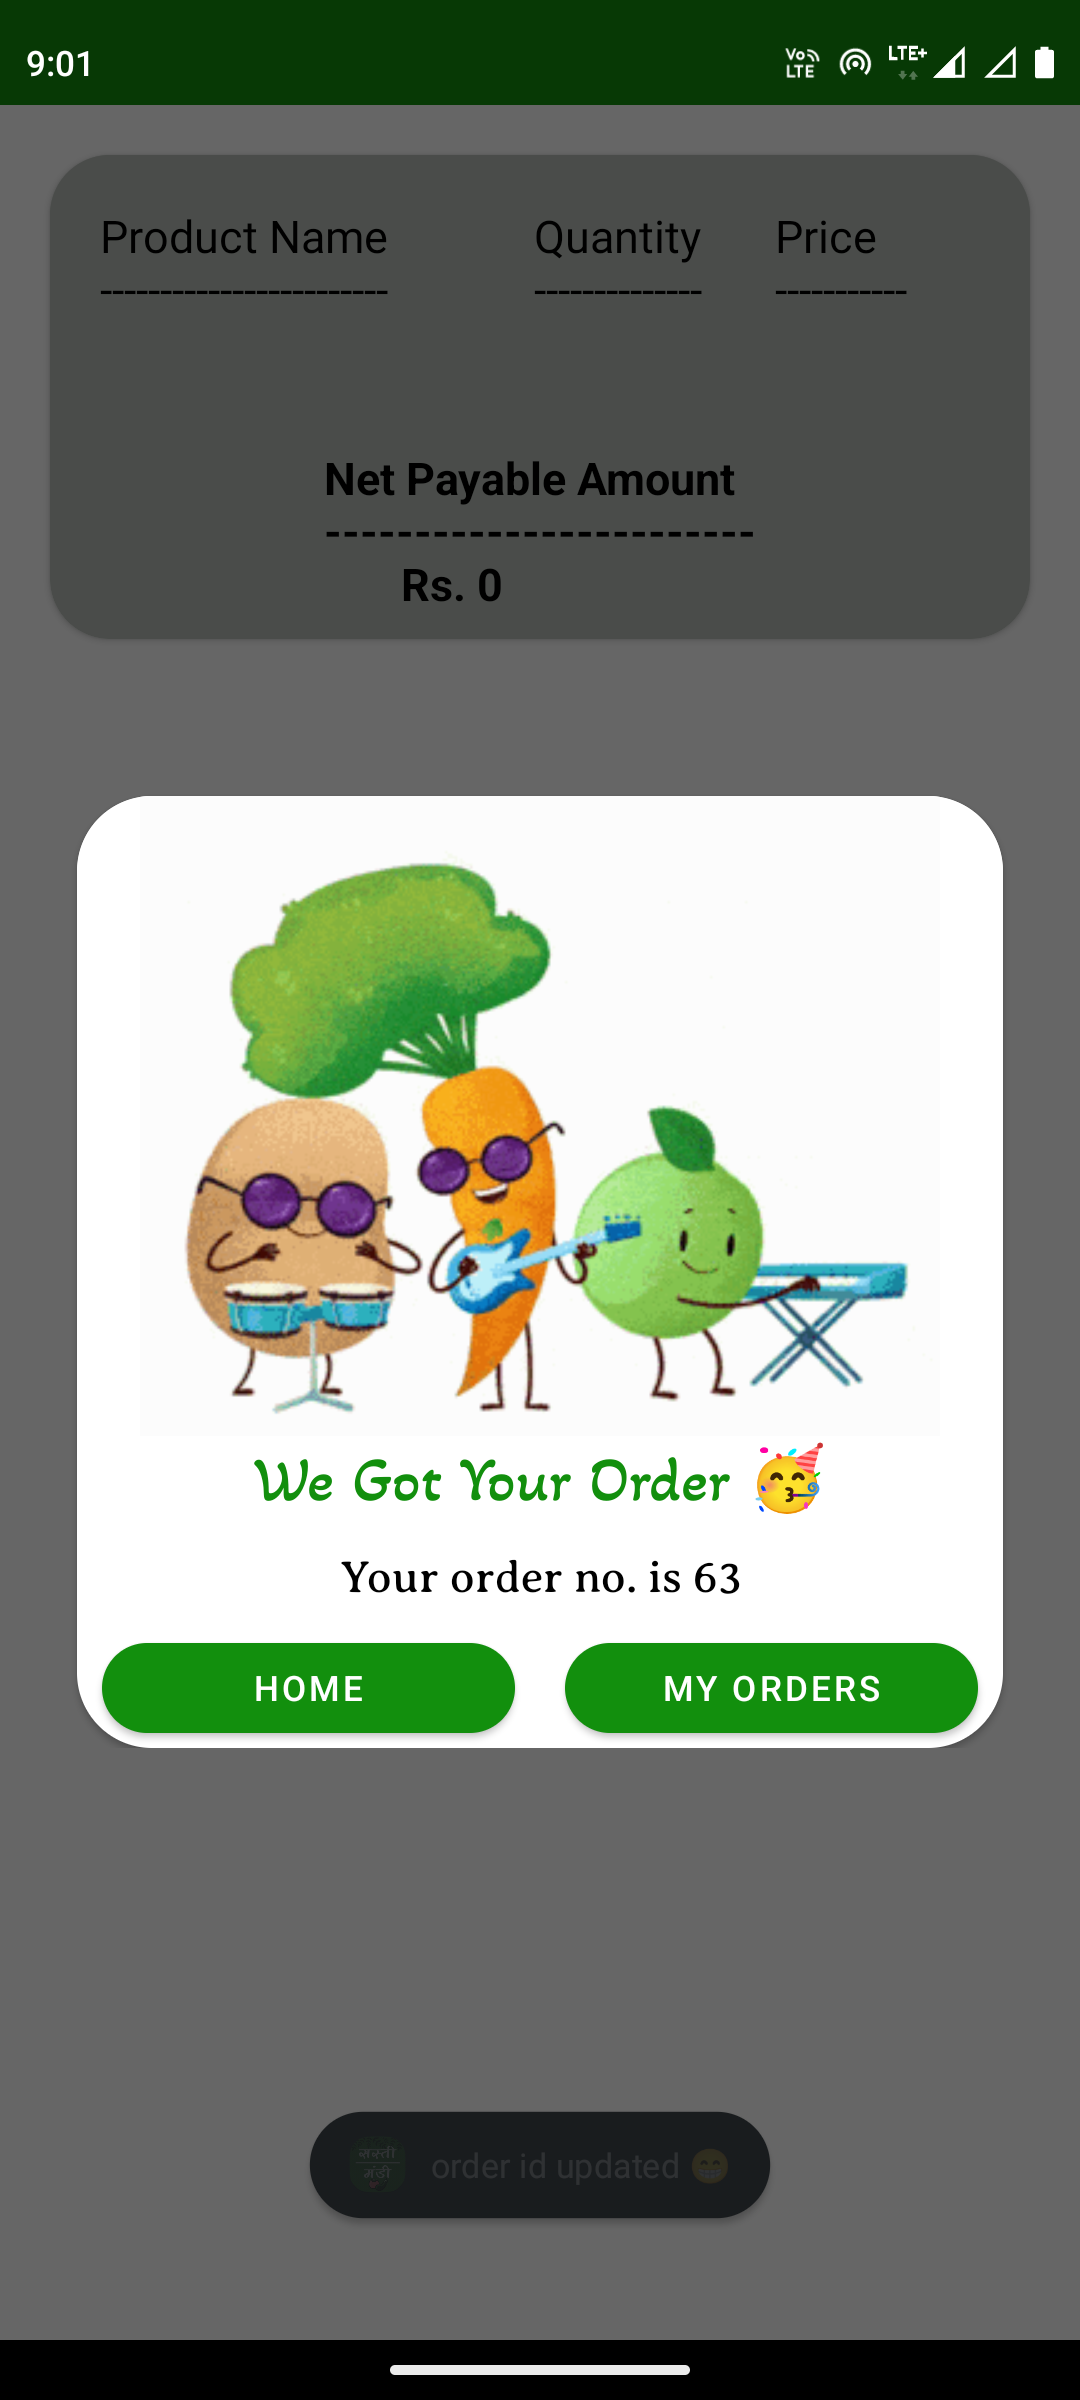 9:01
Vo LTE
LTE+
Product Name Quantity Price
------------------------ -------------- -----------
Net Payable Amount
------------------------
Rs. 0
We Got Your Order 🥳
Your order no. is 63
HOME MY ORDERS
सस्ती
मंडी
order id updated 😁